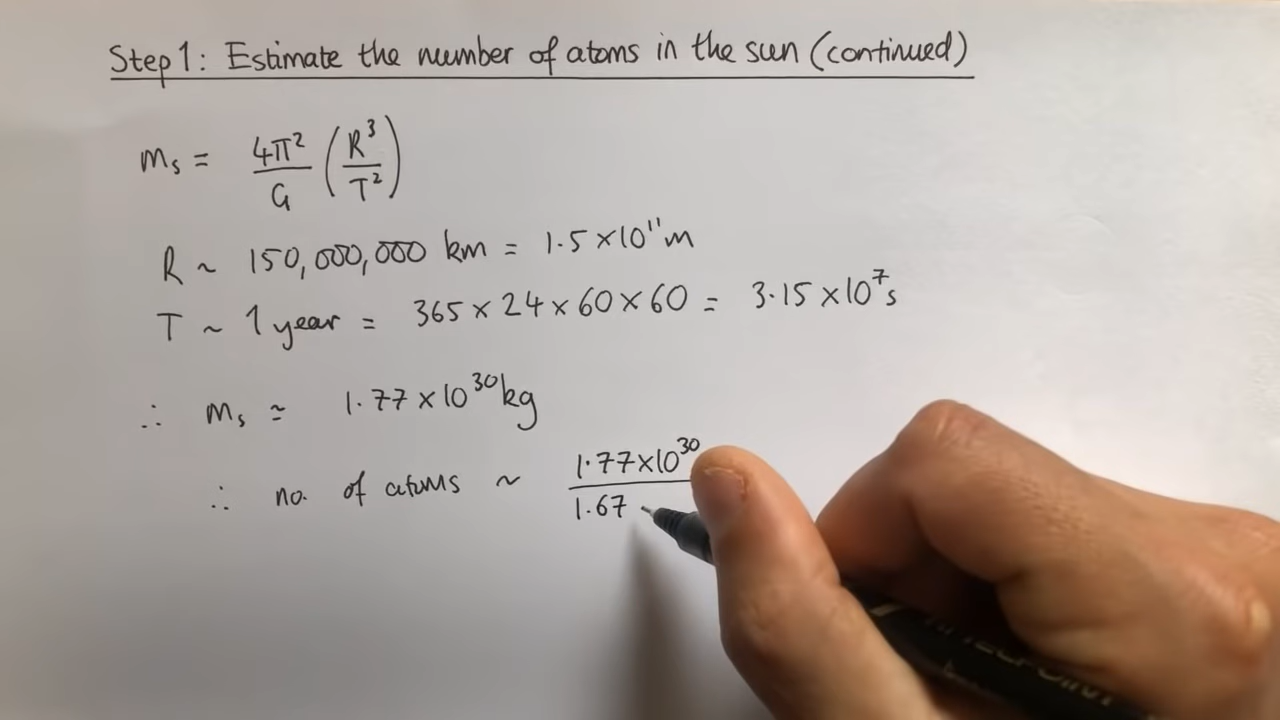 Step 1: Estimate the number of atoms in the sun (continued)
mₛ = 4π²/G (R³/T²)
R ~ 150,000,000 km = 1.5 × 10¹¹ m
T ~ 1 year = 365 × 24 × 60 × 60 = 3.15 × 10⁷ s
∴ mₛ ≃ 1.77 × 10³⁰ kg
∴ no. of atoms ~ 1.77 × 10³⁰ / 1.67